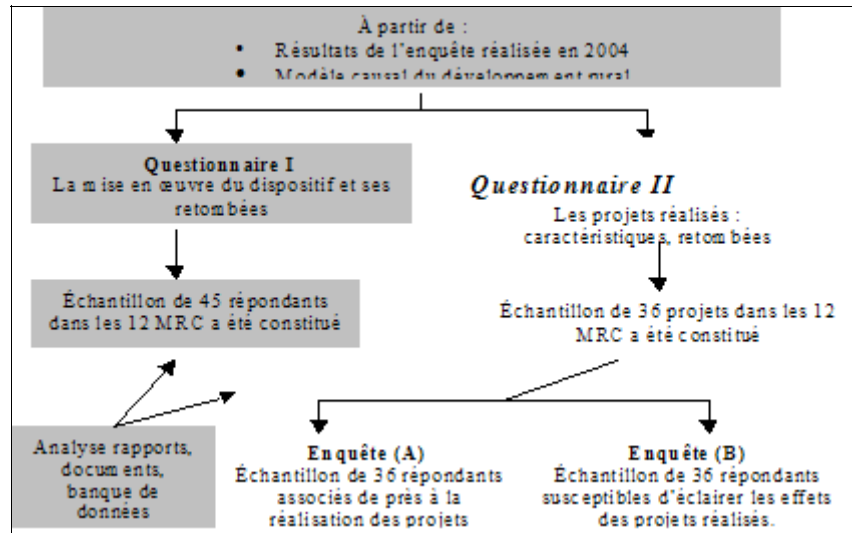 À partir de :
• Résultats de l'enquête réalisée en 2004
• Modèle causal du développement rural
Questionnaire I
La mise en œuvre du dispositif et ses
retombées
Questionnaire II
Les projets réalisés :
caractéristiques, retombées
Échantillon de 45 répondants
dans les 12 MRC a été constitué
Échantillon de 36 projets dans les 12
MRC a été constitué
Analyse rapports,
documents,
banque de
données
Enquête (A)
Échantillon de 36 répondants
associés de près à la
réalisation des projets
Enquête (B)
Échantillon de 36 répondants
susceptibles d'éclairer les effets
des projets réalisés.